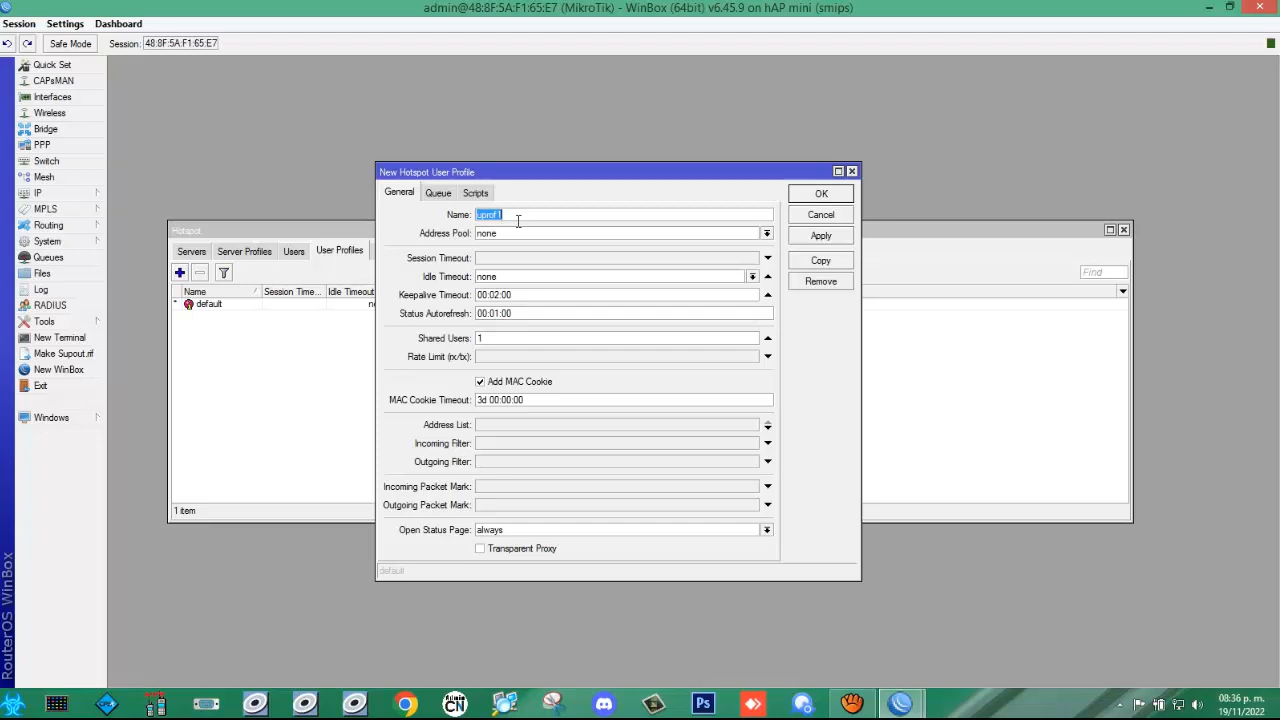 admin@48:8F:5A:F1:65:E7 (MikroTik) - WinBox (64bit) v6.45.9 on hAP mini (smips)
Session Settings Dashboard
Safe Mode Session: 48:8F:5A:F1:65:E7
Quick Set
CAPsMAN
Interfaces
Wireless
Bridge
PPP
Switch
Mesh
IP
MPLS
Routing
System
Queues
Files
Log
RADIUS
Tools
New Terminal
Make Supout.rif
New WinBox
Exit
Windows
RouterOS WinBox
Hotspot
Servers Server Profiles Users User Profiles
Find
Name Session Time... Idle Timeout
* default
1 item
New Hotspot User Profile
General Queue Scripts
Name: uprof1
Address Pool: none
Session Timeout:
Idle Timeout: none
Keepalive Timeout: 00:02:00
Status Autorefresh: 00:01:00
Shared Users: 1
Rate Limit (rx/tx):
Add MAC Cookie
MAC Cookie Timeout: 3d 00:00:00
Address List:
Incoming Filter:
Outgoing Filter:
Incoming Packet Mark:
Outgoing Packet Mark:
Open Status Page: always
Transparent Proxy
default
OK
Cancel
Apply
Copy
Remove
Admin
CN
Ps
08:36 p. m.
19/11/2022